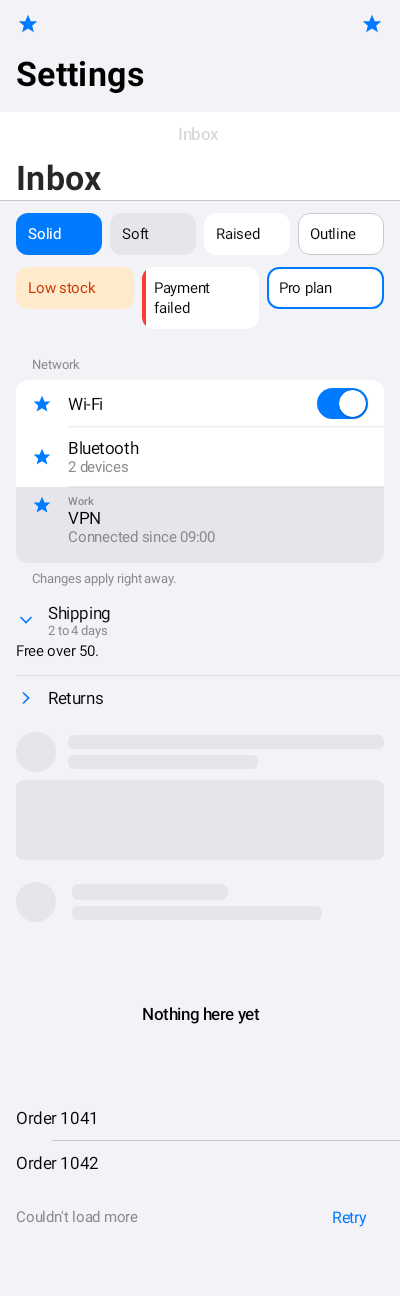 Settings
Inbox
Inbox
Solid
Soft
Raised
Outline
Low stock
Payment
failed
Pro plan
Network
Wi-Fi
Bluetooth
2 devices
Work
VPN
Connected since 09:00
Changes apply right away.
Shipping
2 to 4 days
Free over 50.
Returns
Nothing here yet
Order 1041
Order 1042
Couldn't load more
Retry